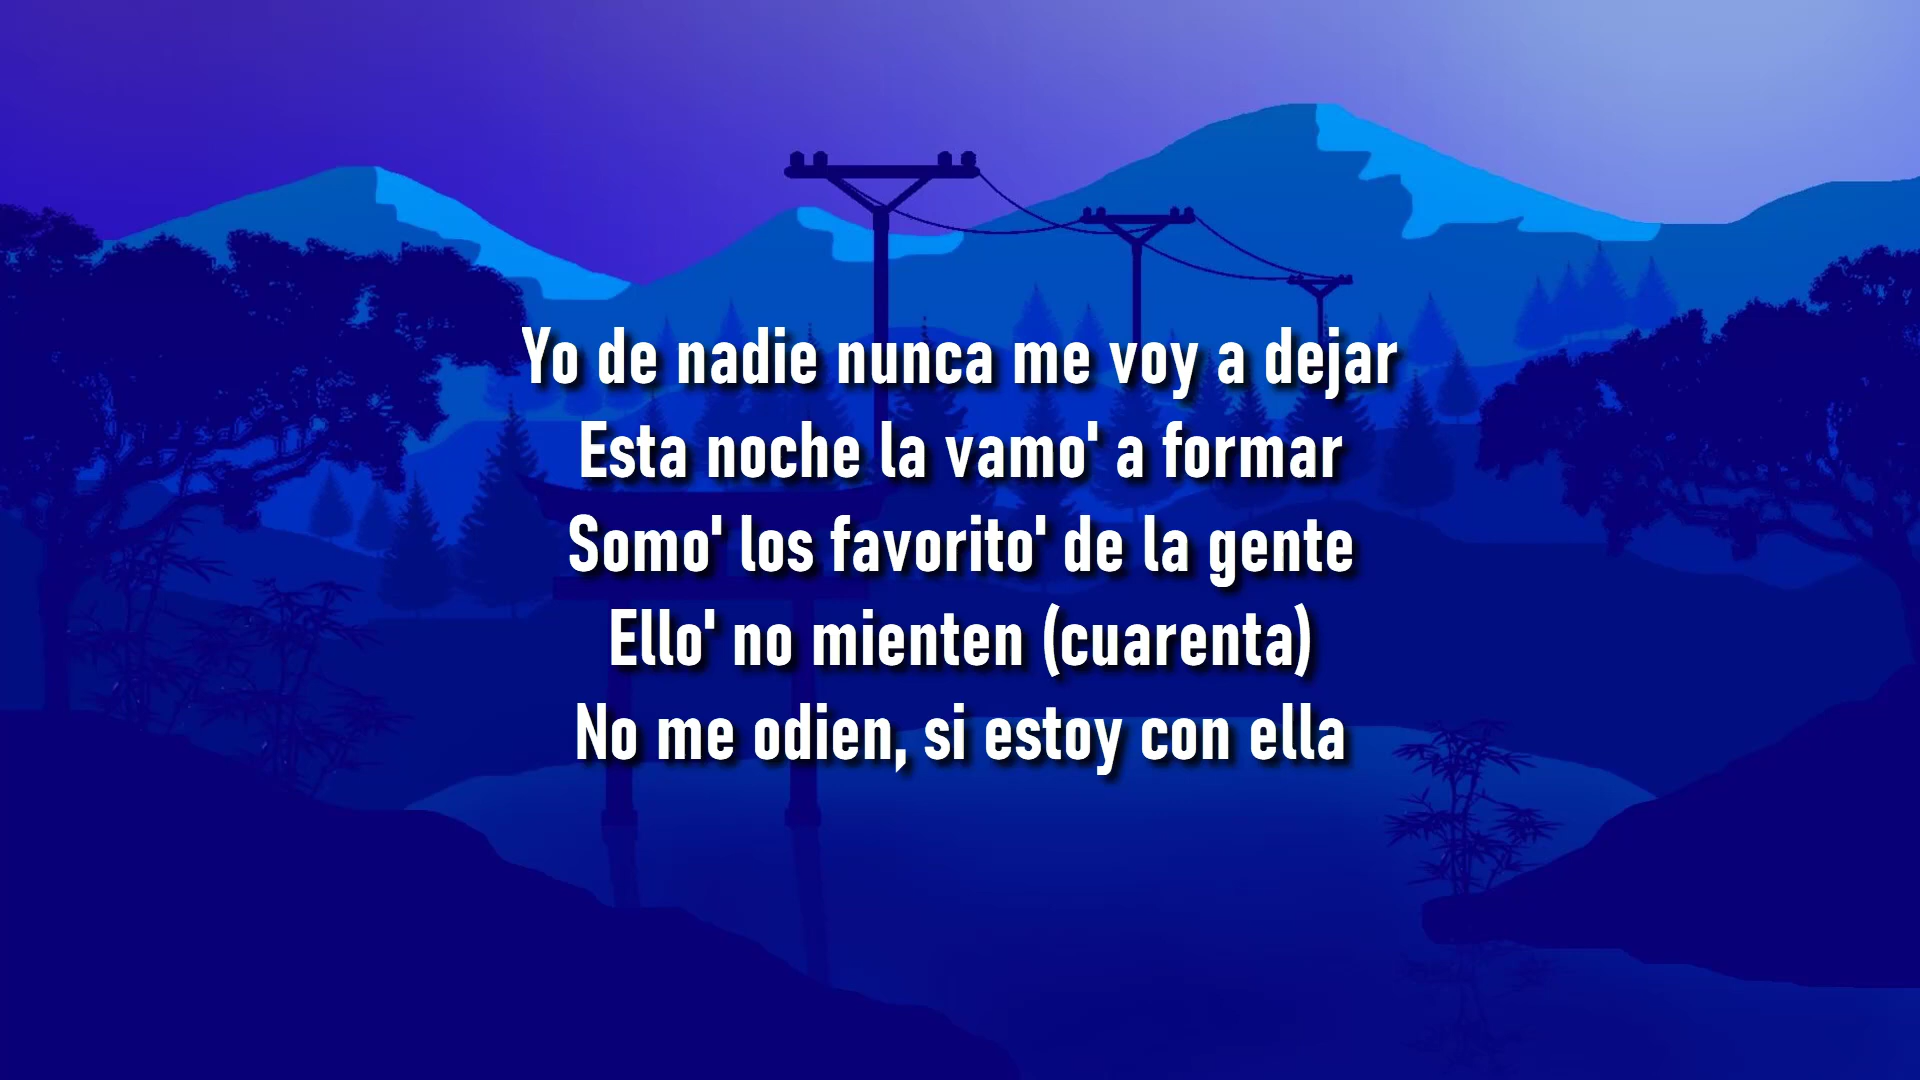 Yo de nadie nunca me voy a dejar
Esta noche la vamo' a formar
Somo' los favorito' de la gente
Ello' no mienten (cuarenta)
No me odien, si estoy con ella